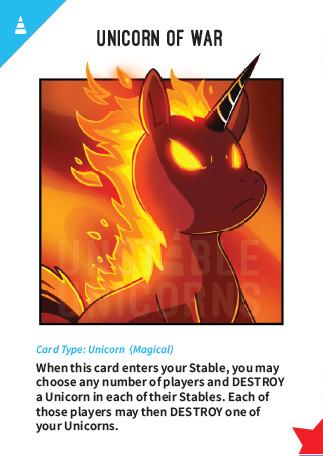 UNICORN OF WAR
UNSTABLE
UNICORNS
Card Type: Unicorn (Magical)
When this card enters your Stable, you may
choose any number of players and DESTROY
a Unicorn in each of their Stables. Each of
those players may then DESTROY one of
your Unicorns.